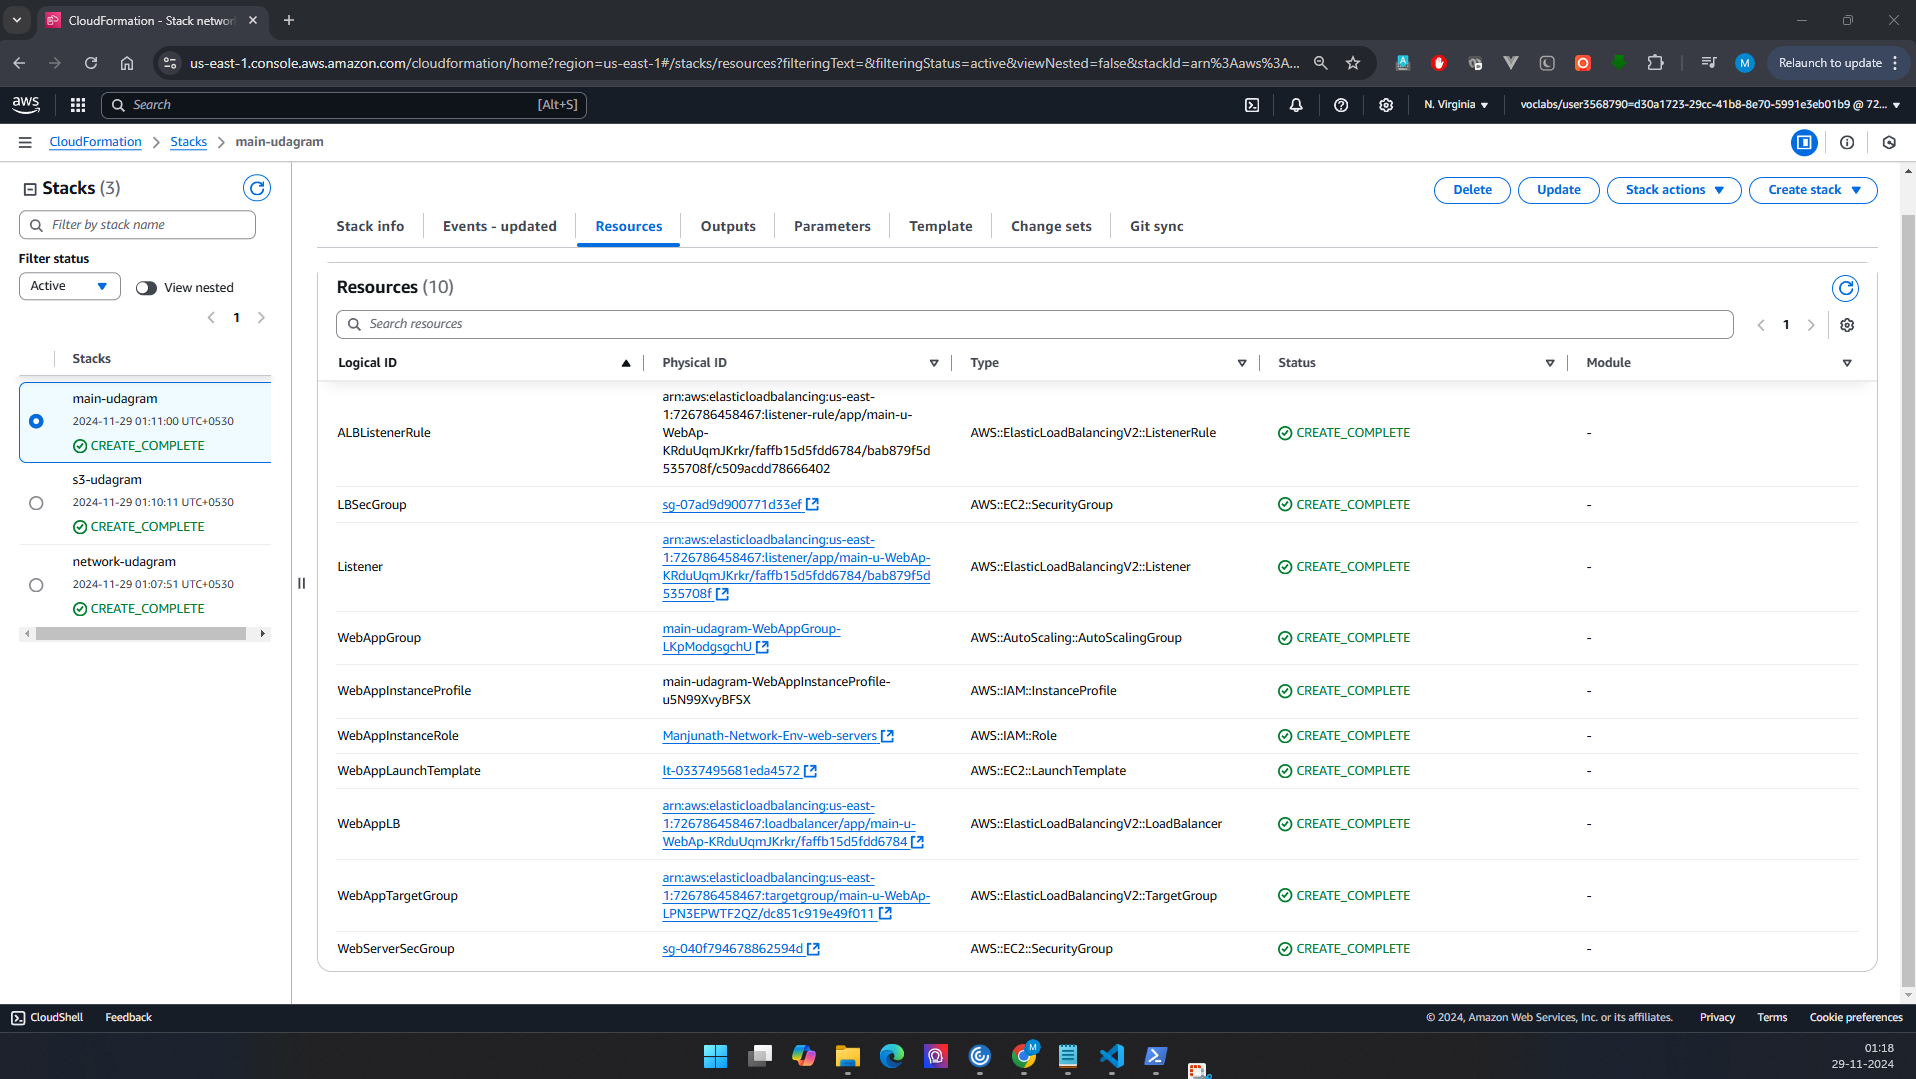 CloudFormation - Stack networ
us-east-1.console.aws.amazon.com/cloudformation/home?region=us-east-1#/stacks/resources?filteringText=&filteringStatus=active&viewNested=false&stackId=arn%3Aaws%3A...
M
Relaunch to update
aws
Search
[Alt+S]
N. Virginia
voclabs/user3568790=d30a1723-29cc-41b8-8e70-5991e3eb01b9 @ 72...
CloudFormation
Stacks
main-udagram
Stacks (3)
Filter by stack name
Filter status
Active
View nested
1
Stacks
main-udagram
2024-11-29 01:11:00 UTC+0530
CREATE_COMPLETE
s3-udagram
2024-11-29 01:10:11 UTC+0530
CREATE_COMPLETE
network-udagram
2024-11-29 01:07:51 UTC+0530
CREATE_COMPLETE
Delete
Update
Stack actions
Create stack
Stack info
Events - updated
Resources
Outputs
Parameters
Template
Change sets
Git sync
Resources (10)
Search resources
1
Logical ID
Physical ID
Type
Status
Module
ALBListenerRule
arn:aws:elasticloadbalancing:us-east-
1:726786458467:listener-rule/app/main-u-
WebAp-
KRduUqmJKrkr/faffb15d5fdd6784/bab879f5d
535708f/c509acdd78666402
AWS::ElasticLoadBalancingV2::ListenerRule
CREATE_COMPLETE
-
LBSecGroup
sg-07ad9d900771d33ef
AWS::EC2::SecurityGroup
CREATE_COMPLETE
-
Listener
arn:aws:elasticloadbalancing:us-east-
1:726786458467:listener/app/main-u-WebAp-
KRduUqmJKrkr/faffb15d5fdd6784/bab879f5d
535708f
AWS::ElasticLoadBalancingV2::Listener
CREATE_COMPLETE
-
WebAppGroup
main-udagram-WebAppGroup-
LKpModgsgchU
AWS::AutoScaling::AutoScalingGroup
CREATE_COMPLETE
-
WebAppInstanceProfile
main-udagram-WebAppInstanceProfile-
u5N99XvyBFSX
AWS::IAM::InstanceProfile
CREATE_COMPLETE
-
WebAppInstanceRole
Manjunath-Network-Env-web-servers
AWS::IAM::Role
CREATE_COMPLETE
-
WebAppLaunchTemplate
lt-0337495681eda4572
AWS::EC2::LaunchTemplate
CREATE_COMPLETE
-
WebAppLB
arn:aws:elasticloadbalancing:us-east-
1:726786458467:loadbalancer/app/main-u-
WebAp-KRduUqmJKrkr/faffb15d5fdd6784
AWS::ElasticLoadBalancingV2::LoadBalancer
CREATE_COMPLETE
-
WebAppTargetGroup
arn:aws:elasticloadbalancing:us-east-
1:726786458467:targetgroup/main-u-WebAp-
LPN3EPWTF2QZ/dc851c919e49f011
AWS::ElasticLoadBalancingV2::TargetGroup
CREATE_COMPLETE
-
WebServerSecGroup
sg-040f794678862594d
AWS::EC2::SecurityGroup
CREATE_COMPLETE
-
CloudShell
Feedback
© 2024, Amazon Web Services, Inc. or its affiliates.
Privacy
Terms
Cookie preferences
M
01:18
29-11-2024